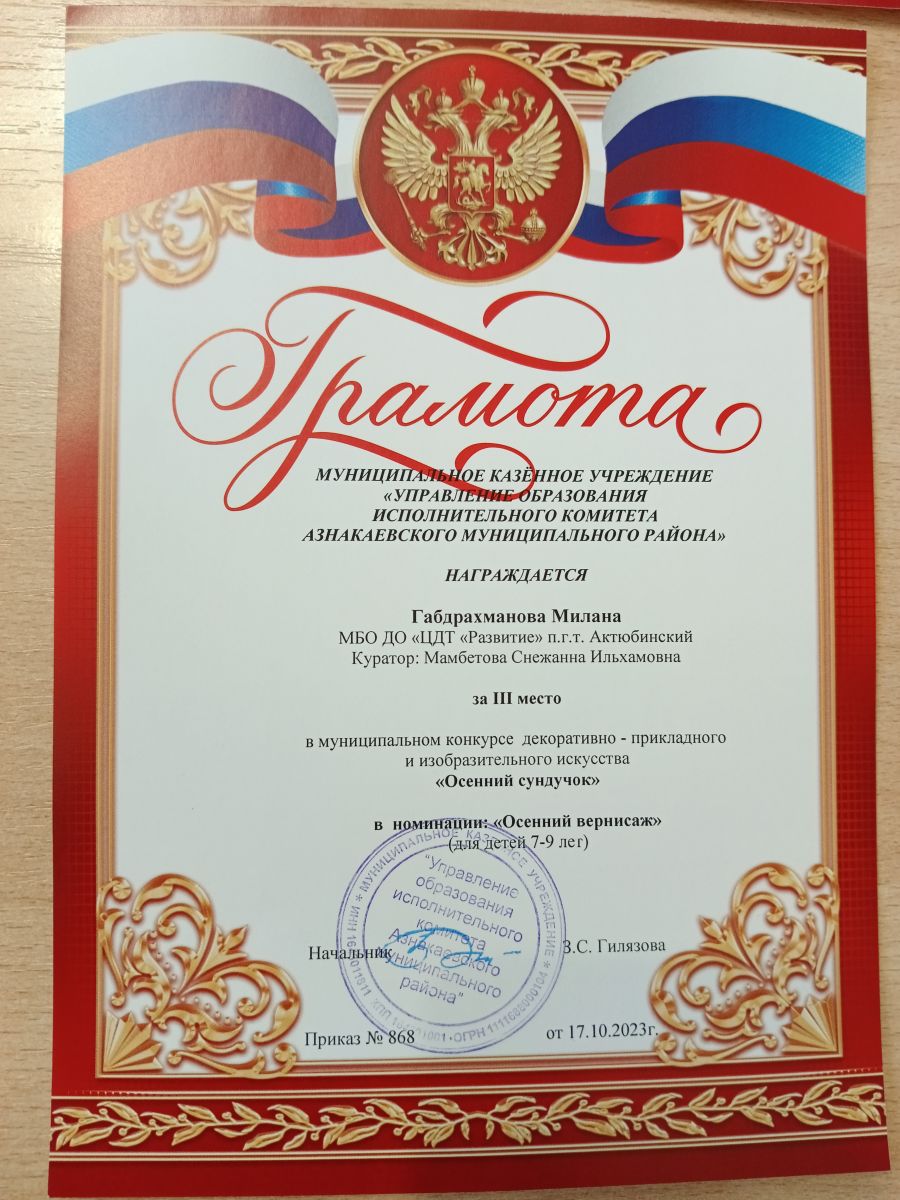 Грамота
МУНИЦИПАЛЬНОЕ КАЗЁННОЕ УЧРЕЖДЕНИЕ
«УПРАВЛЕНИЕ ОБРАЗОВАНИЯ
ИСПОЛНИТЕЛЬНОГО КОМИТЕТА
АЗНАКАЕВСКОГО МУНИЦИПАЛЬНОГО РАЙОНА»
НАГРАЖДАЕТСЯ
Габдрахманова Милана
МБО ДО «ЦДТ «Развитие» п.г.т. Актюбинский
Куратор: Мамбетова Снежанна Ильхамовна
за III место
в муниципальном конкурсе декоративно - прикладного
и изобразительного искусства
«Осенний сундучок»
в номинации: «Осенний вернисаж»
(для детей 7-9 лет)
МУНИЦИПАЛЬНОЕ КАЗЕННОЕ УЧРЕЖДЕНИЕ
"Управление
образования
исполнительного
комитета
Азнакаевского
муниципального
района"
Начальник
З.С. Гилязова
Приказ № 868
от 17.10.2023г.